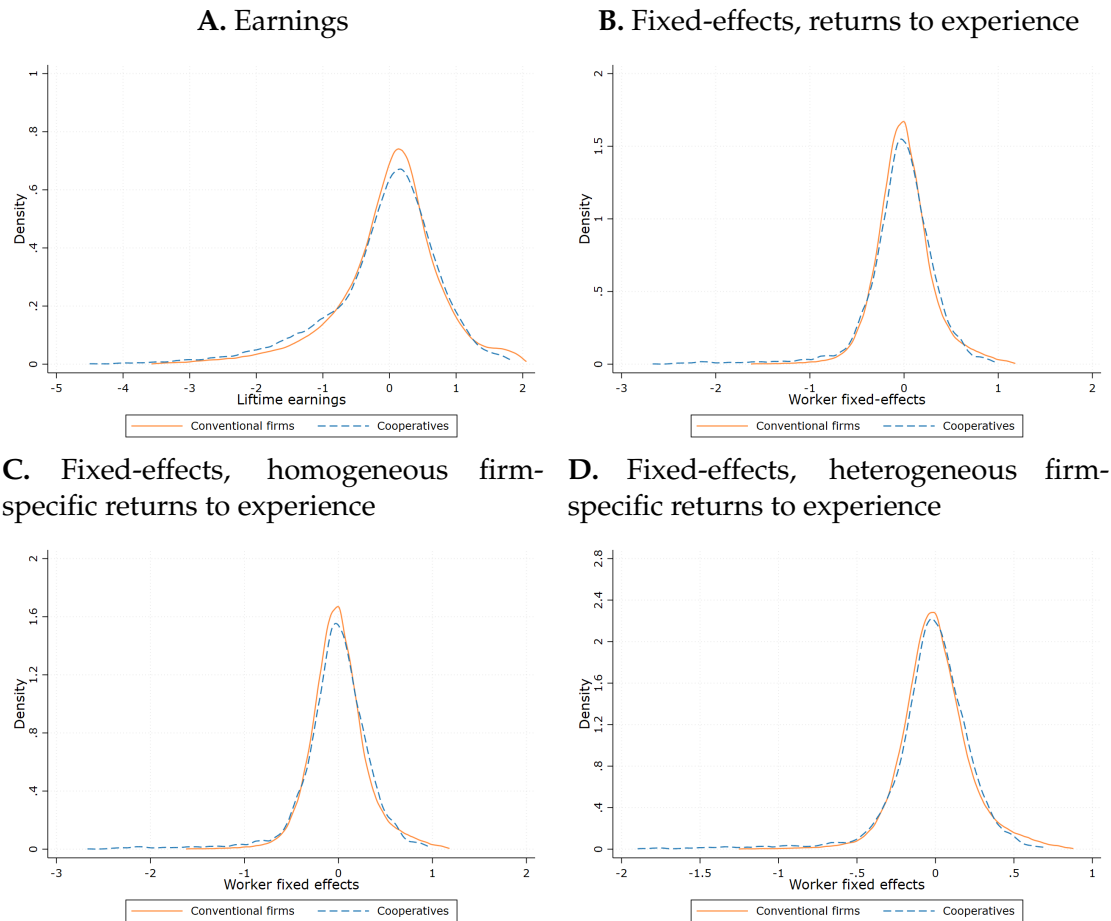 A. Earnings
B. Fixed-effects, returns to experience
Density
0 .2 .4 .6 .8 1
-5 -4 -3 -2 -1 0 1 2
Liftime earnings
Conventional firms Cooperatives
Density
0 .5 1 1.5 2
-3 -2 -1 0 1 2
Worker fixed-effects
Conventional firms Cooperatives
C. Fixed-effects, homogeneous firm-
specific returns to experience
D. Fixed-effects, heterogeneous firm-
specific returns to experience
Density
0 .4 .8 1.2 1.6 2
-3 -2 -1 0 1 2
Worker fixed effects
Conventional firms Cooperatives
Density
0 .4 .8 1.2 1.6 2 2.4 2.8
-2 -1.5 -1 -.5 0 .5 1
Worker fixed effects
Conventional firms Cooperatives